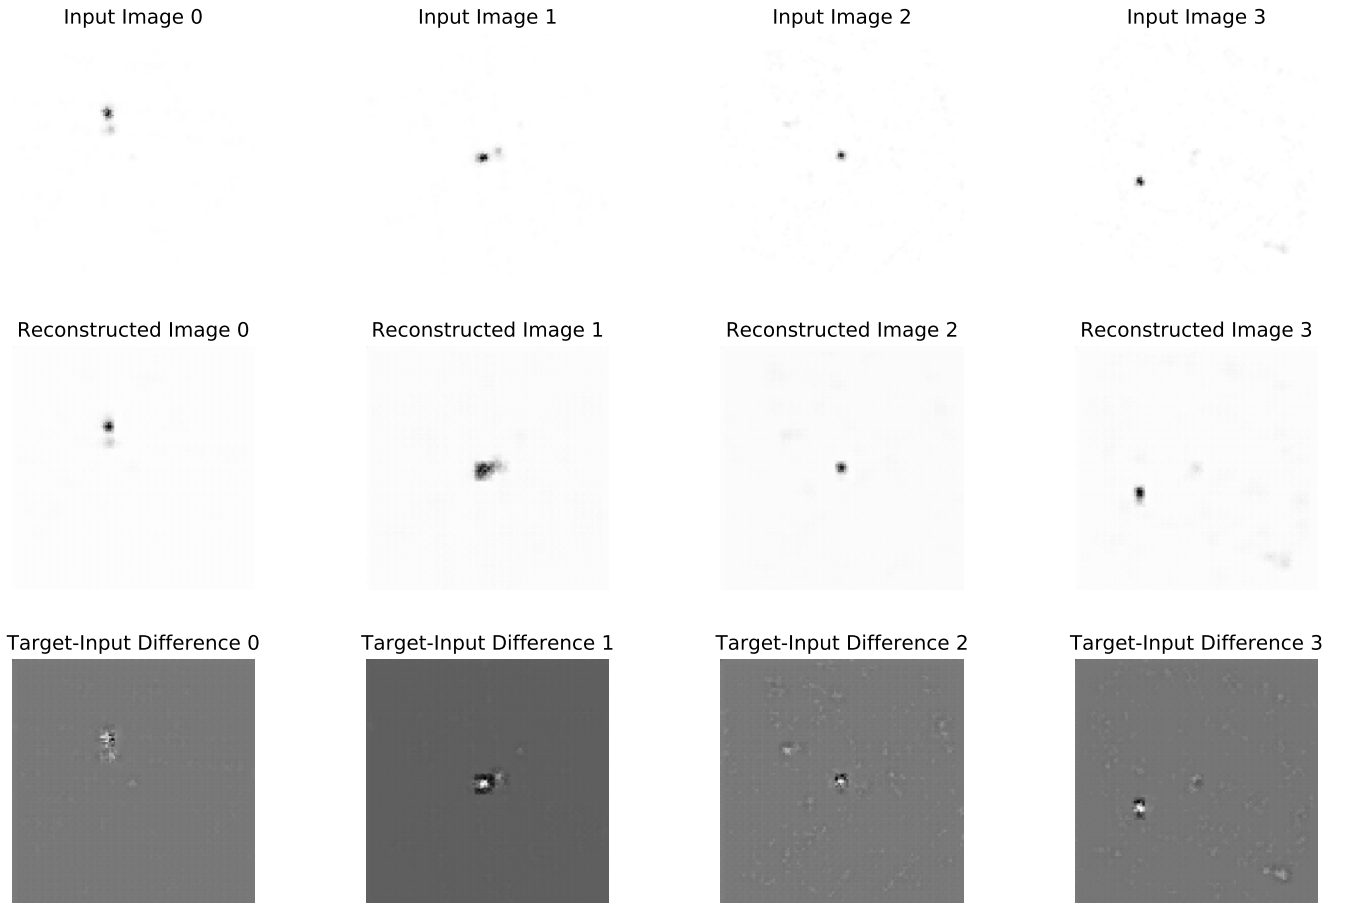 Input Image 0
Input Image 1
Input Image 2
Input Image 3
Reconstructed Image 0
Reconstructed Image 1
Reconstructed Image 2
Reconstructed Image 3
Target-Input Difference 0
Target-Input Difference 1
Target-Input Difference 2
Target-Input Difference 3